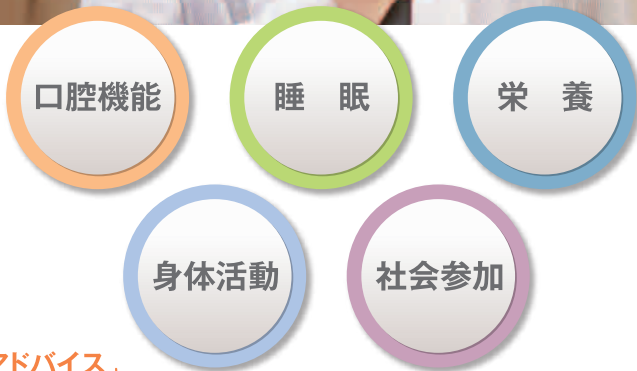 口腔機能
睡　眠
栄　養
身体活動
社会参加
アドバイス